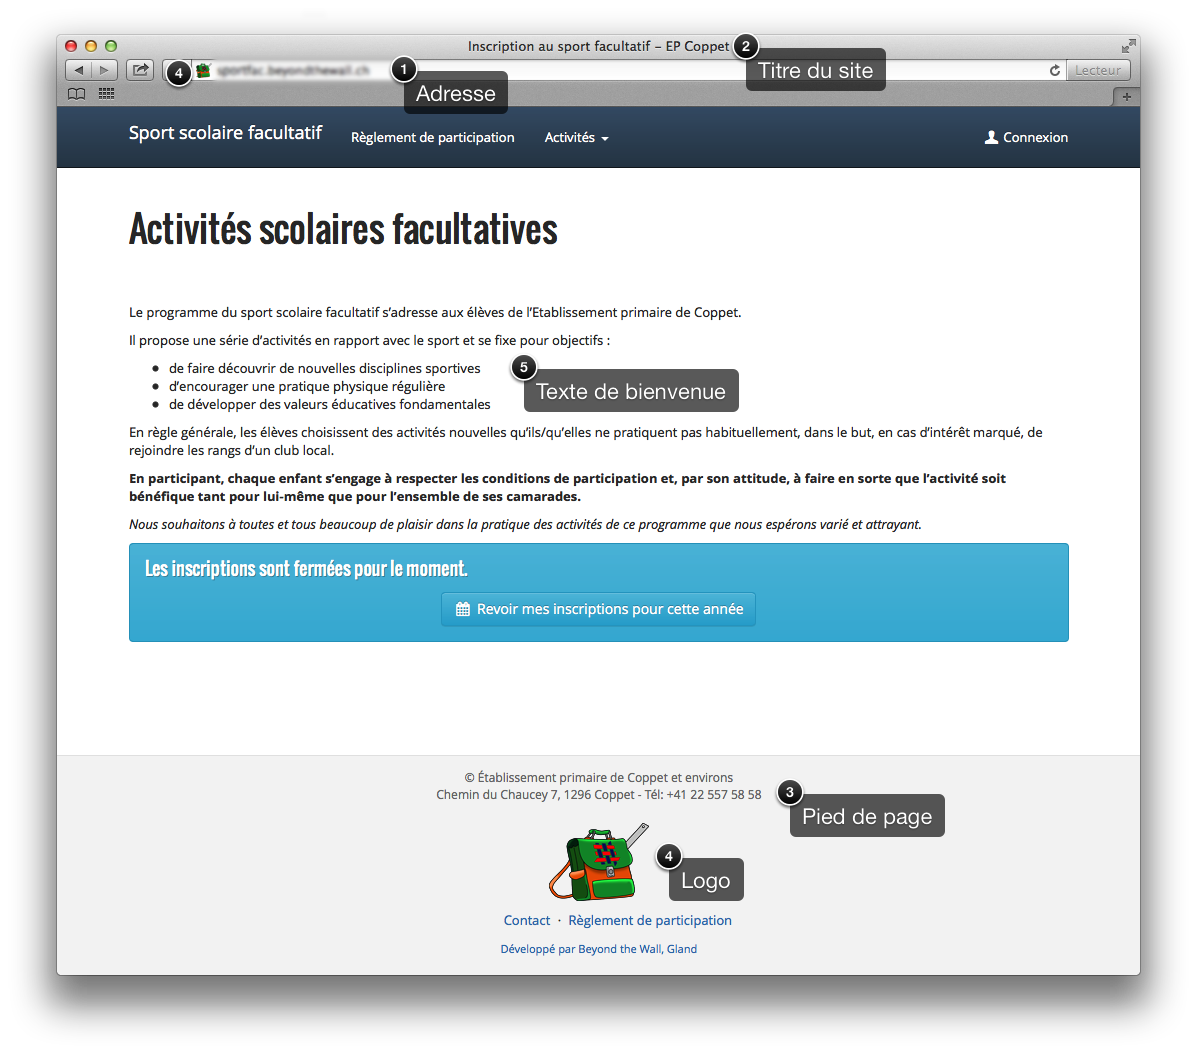 Inscription au sport facultatif – EP Coppet
2
Titre du site
4
1
Adresse
Lecteur
Sport scolaire facultatif
Règlement de participation
Activités
Connexion
Activités scolaires facultatives
Le programme du sport scolaire facultatif s’adresse aux élèves de l’Etablissement primaire de Coppet.
Il propose une série d’activités en rapport avec le sport et se fixe pour objectifs :
• de faire découvrir de nouvelles disciplines sportives
• d’encourager une pratique physique régulière
• de développer des valeurs éducatives fondamentales
5
Texte de bienvenue
En règle générale, les élèves choisissent des activités nouvelles qu’ils/qu’elles ne pratiquent pas habituellement, dans le but, en cas d’intérêt marqué, de
rejoindre les rangs d’un club local.
En participant, chaque enfant s’engage à respecter les conditions de participation et, par son attitude, à faire en sorte que l’activité soit
bénéfique tant pour lui-même que pour l’ensemble de ses camarades.
Nous souhaitons à toutes et tous beaucoup de plaisir dans la pratique des activités de ce programme que nous espérons varié et attrayant.
Les inscriptions sont fermées pour le moment.
Revoir mes inscriptions pour cette année
© Établissement primaire de Coppet et environs
Chemin du Chaucey 7, 1296 Coppet - Tél: +41 22 557 58 58
3
Pied de page
4
Logo
Contact · Règlement de participation
Développé par Beyond the Wall, Gland